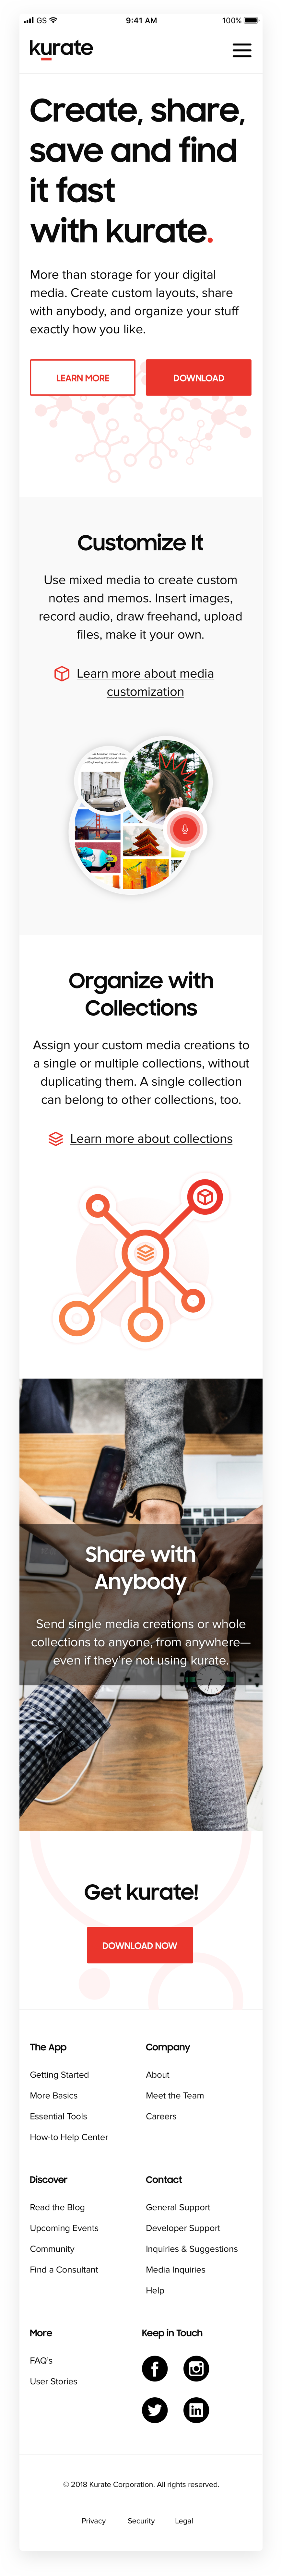 GS 9:41 AM 100%
kurate
Create, share,
save and find
it fast
with kurate.
More than storage for your digital
media. Create custom layouts, share
with anybody, and organize your stuff
exactly how you like.
LEARN MORE DOWNLOAD
Customize It
Use mixed media to create custom
notes and memos. Insert images,
record audio, draw freehand, upload
files, make it your own.
Learn more about media
customization
Organize with
Collections
Assign your custom media creations to
a single or multiple collections, without
duplicating them. A single collection
can belong to other collections, too.
Learn more about collections
Share with
Anybody
Send single media creations or whole
collections to anyone, from anywhere—
even if they're not using kurate.
Get kurate!
DOWNLOAD NOW
The App
Getting Started
More Basics
Essential Tools
How-to Help Center
Company
About
Meet the Team
Careers
Discover
Read the Blog
Upcoming Events
Community
Find a Consultant
Contact
General Support
Developer Support
Inquiries & Suggestions
Media Inquiries
Help
More
FAQ's
User Stories
Keep in Touch
© 2018 Kurate Corporation. All rights reserved.
Privacy Security Legal